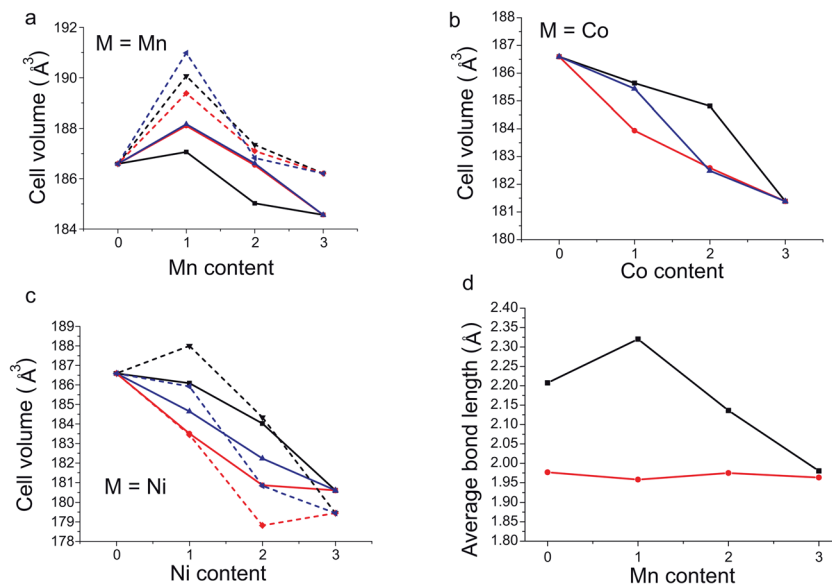 a
M = Mn
Cell volume (Å³)
192
190
188
186
184
0 1 2 3
Mn content
b
M = Co
Cell volume (Å³)
188
187
186
185
184
183
182
181
180
0 1 2 3
Co content
c
M = Ni
Cell volume (Å³)
189
188
187
186
185
184
183
182
181
180
179
178
0 1 2 3
Ni content
d
Average bond length (Å)
2.40
2.35
2.30
2.25
2.20
2.15
2.10
2.05
2.00
1.95
1.90
1.85
1.80
0 1 2 3
Mn content